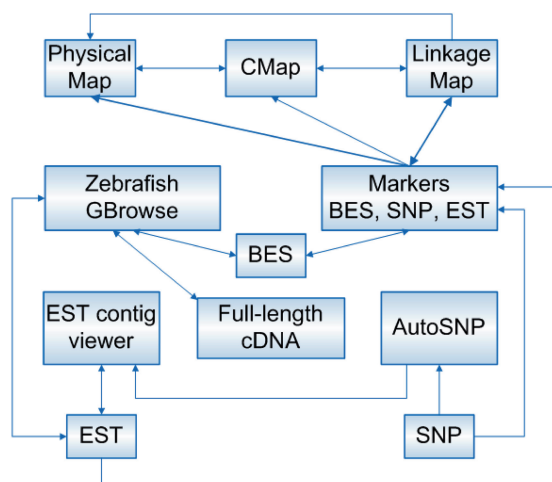 Physical
Map
CMap
Linkage
Map
Zebrafish
GBrowse
Markers
BES, SNP, EST
BES
EST contig
viewer
Full-length
cDNA
AutoSNP
EST
SNP